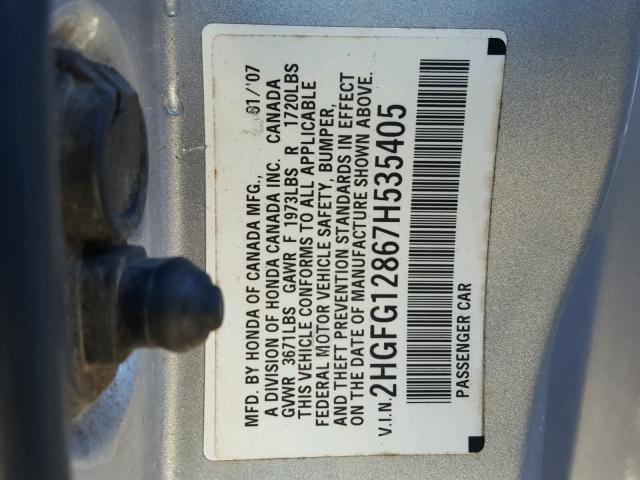 MFD. BY HONDA OF CANADA MFG., 01/'07
A DIVISION OF HONDA CANADA INC. CANADA
GVWR 3671LBS GAWR F 1973LBS R 1720LBS
THIS VEHICLE CONFORMS TO ALL APPLICABLE
FEDERAL MOTOR VEHICLE SAFETY, BUMPER,
AND THEFT PREVENTION STANDARDS IN EFFECT
ON THE DATE OF MANUFACTURE SHOWN ABOVE.
V.I.N. 2HGFG12867H535405
PASSENGER CAR